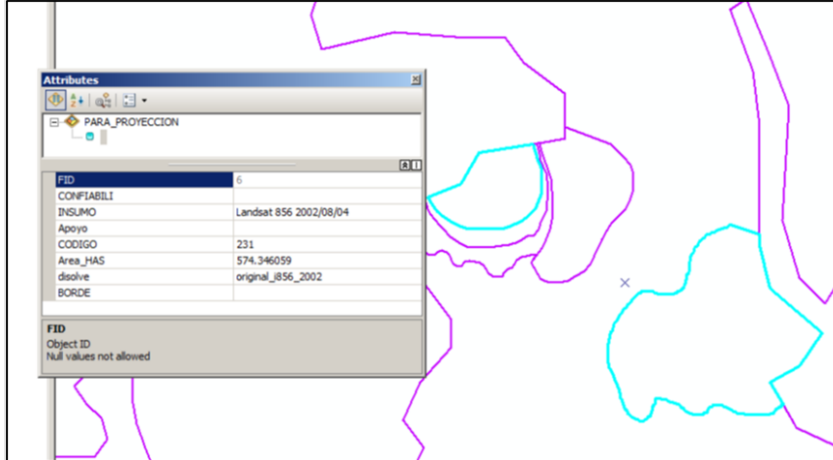 Attributes
PARA_PROYECCION
FID 6
CONFIABILI
INSUMO Landsat 856 2002/08/04
Apoyo
CODIGO 231
Area_HAS 574.346059
disolve original_i856_2002
BORDE
FID
Object ID
Null values not allowed